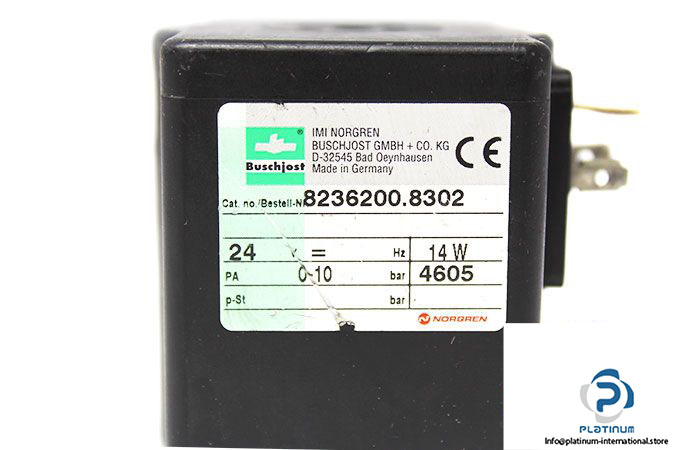 IMI NORGREN
BUSCHJOST GMBH + CO. KG
D-32545 Bad Oeynhausen
Made in Germany
Buschjost ®
CE
Cat. no./Bestell-Nr. 8236200.8302
24 V = Hz 14 W
PA 0-10 bar 4605
p-St bar
NORGREN
PLATINUM
info@platinum-international.store